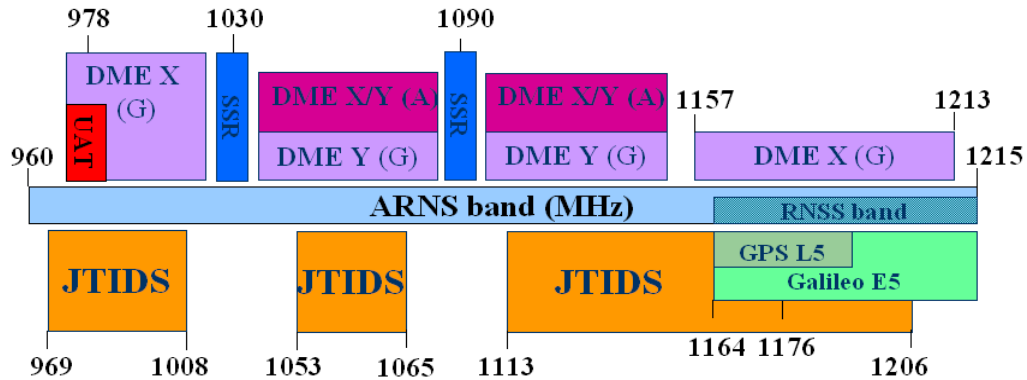 978
1030
1090
DME X
(G)
UAT
SSR
DME X/Y (A)
DME Y (G)
SSR
DME X/Y (A)
DME Y (G)
1157
1213
DME X (G)
960
1215
ARNS band (MHz)
RNSS band
JTIDS
JTIDS
JTIDS
GPS L5
Galileo E5
969
1008
1053
1065
1113
1164
1176
1206